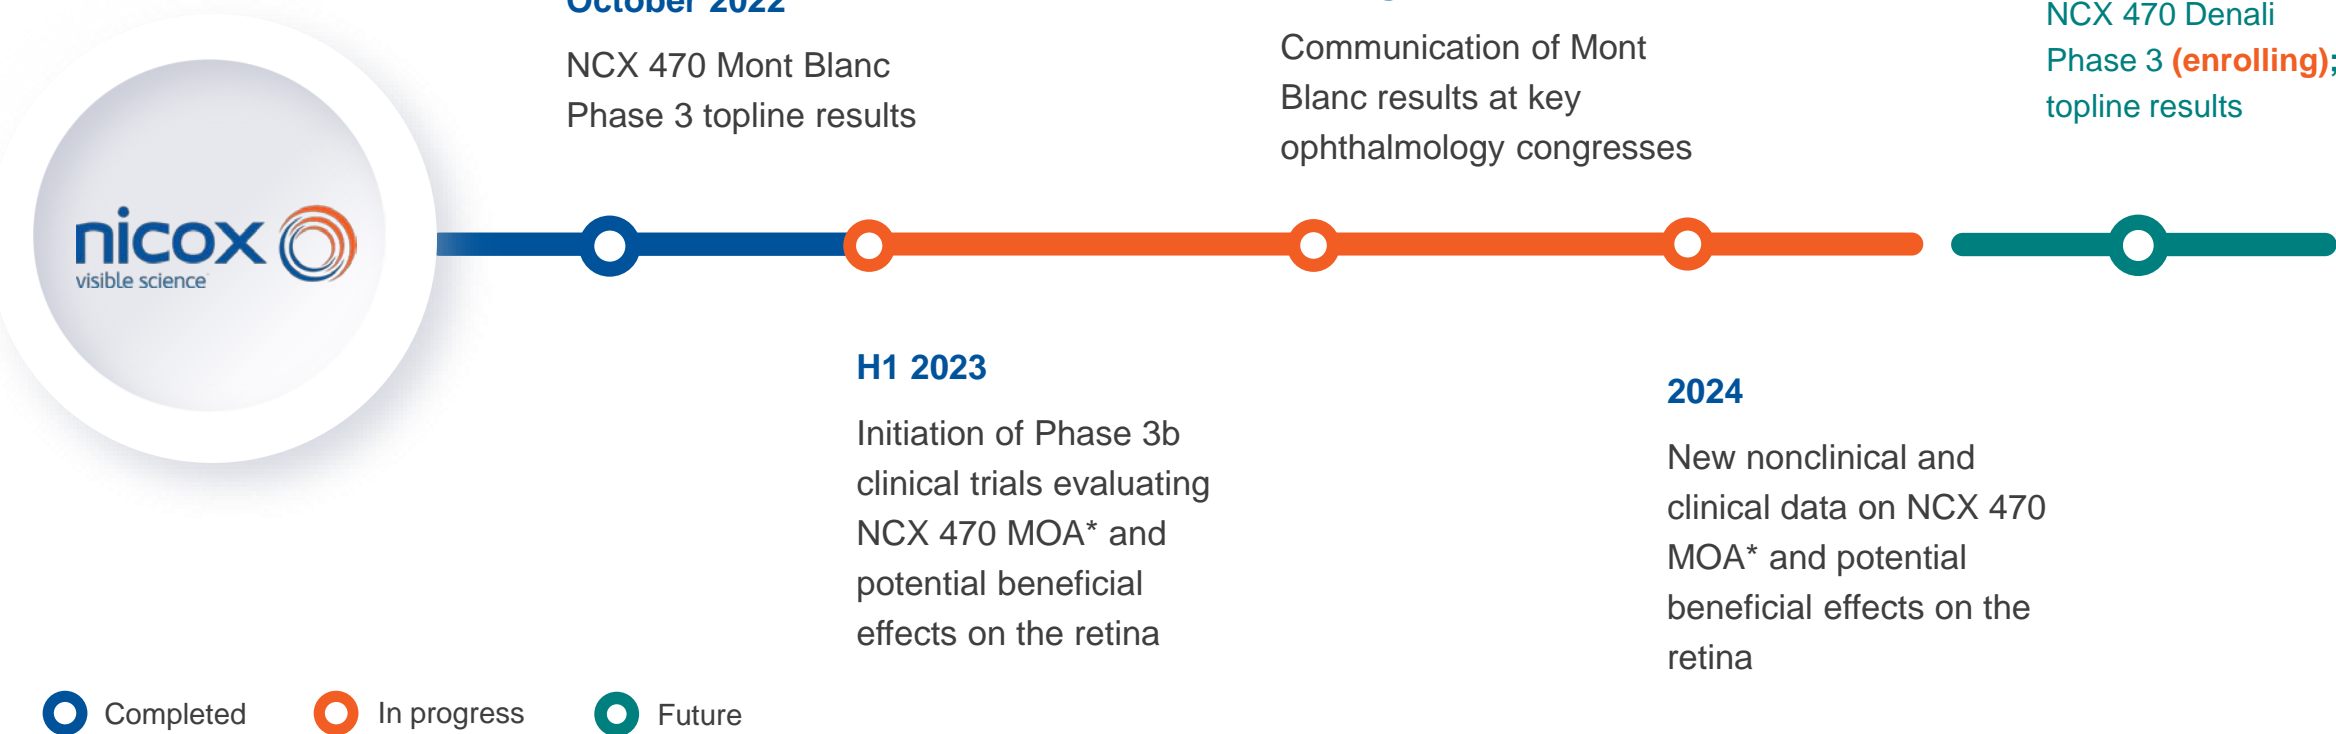 October 2022
NCX 470 Mont Blanc
Phase 3 topline results
Communication of Mont
Blanc results at key
ophthalmology congresses
NCX 470 Denali
Phase 3 (enrolling);
topline results
nicox
visible science
H1 2023
Initiation of Phase 3b
clinical trials evaluating
NCX 470 MOA* and
potential beneficial
effects on the retina
2024
New nonclinical and
clinical data on NCX 470
MOA* and potential
beneficial effects on the
retina
Completed
In progress
Future